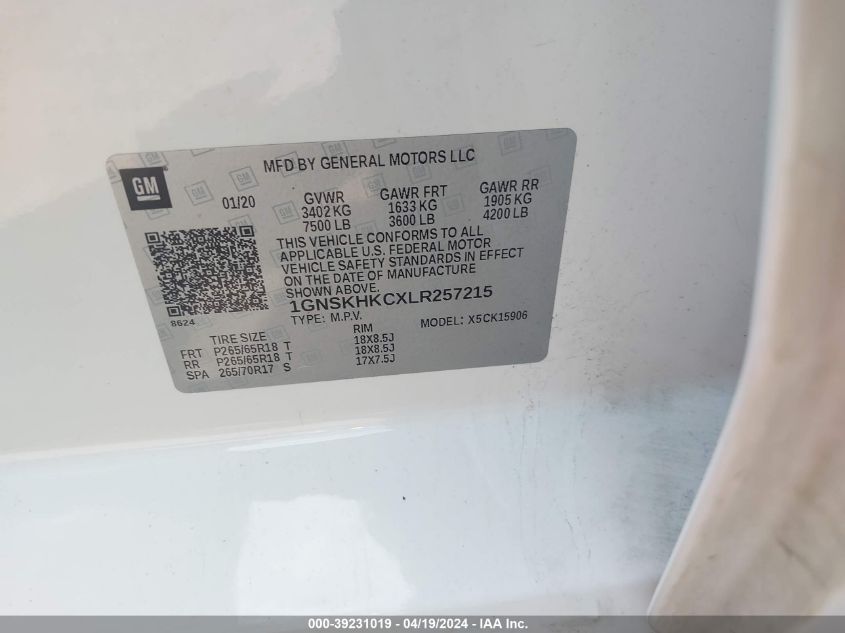 GM
MFD BY GENERAL MOTORS LLC
01/20 GVWR GAWR FRT GAWR RR
3402 KG 1633 KG 1905 KG
7500 LB 3600 LB 4200 LB
THIS VEHICLE CONFORMS TO ALL
APPLICABLE U.S. FEDERAL MOTOR
VEHICLE SAFETY STANDARDS IN EFFECT
ON THE DATE OF MANUFACTURE
SHOWN ABOVE.
1GNSKHKCXLR257215
8624 TYPE: M.P.V. MODEL: X5CK15906
TIRE SIZE RIM
FRT P265/65R18 T 18X8.5J
RR P265/65R18 T 18X8.5J
SPA 265/70R17 S 17X7.5J
000-39231019 - 04/19/2024 - IAAI.COM